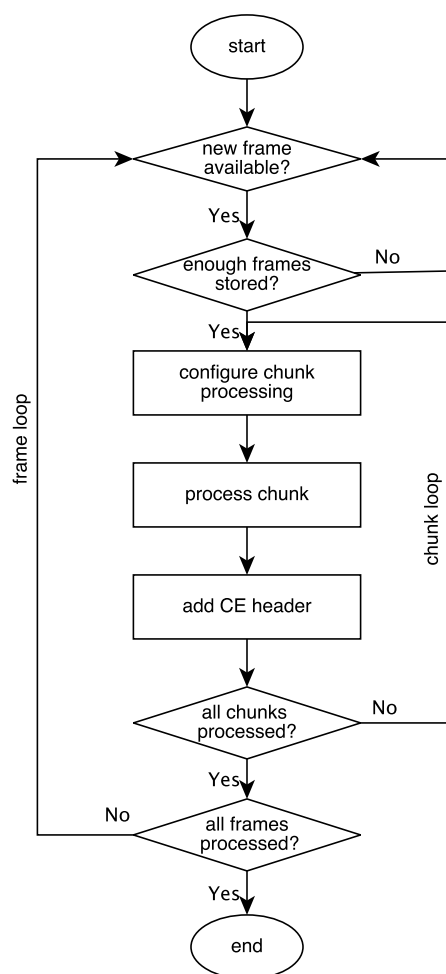 start
new frame
available?
Yes
enough frames
stored?
No
Yes
configure chunk
processing
frame loop
process chunk
chunk loop
add CE header
all chunks
processed?
No
Yes
No
all frames
processed?
Yes
end